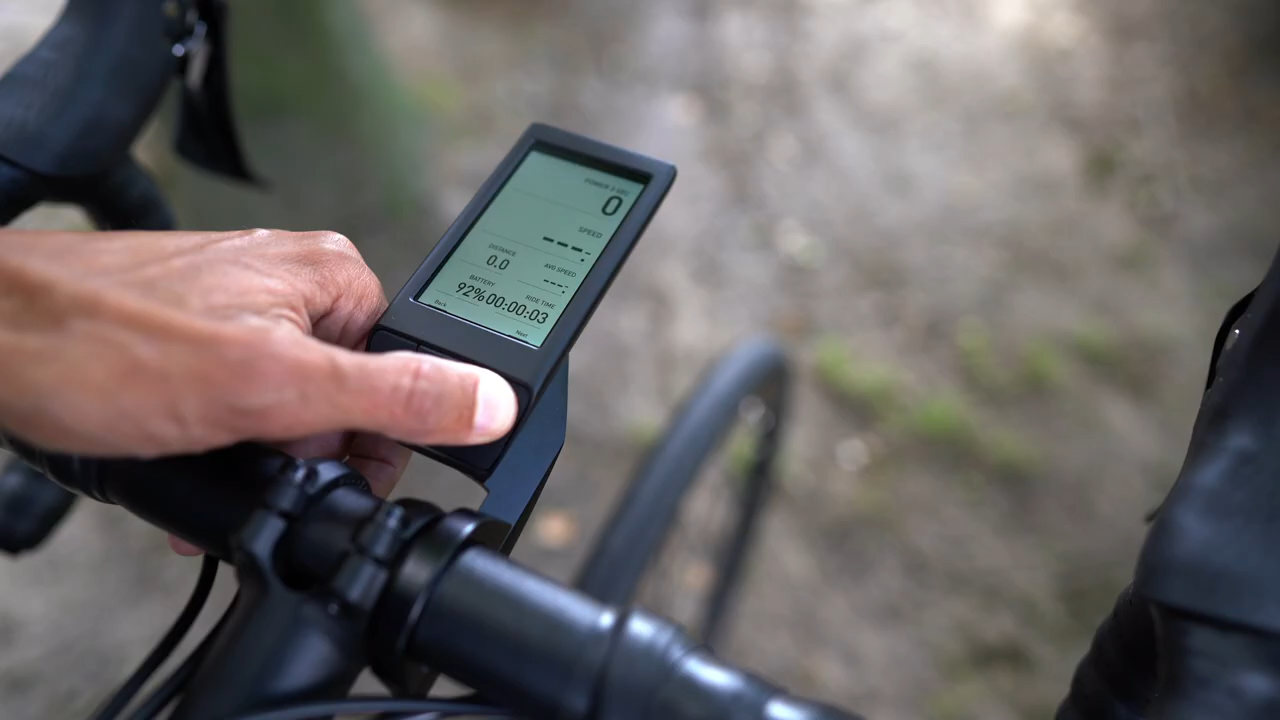 POWER 3 SEC
0
SPEED
---.-
DISTANCE
0.0
AVG SPEED
---.-
BATTERY
92%
RIDE TIME
00:00:03
Back
Next